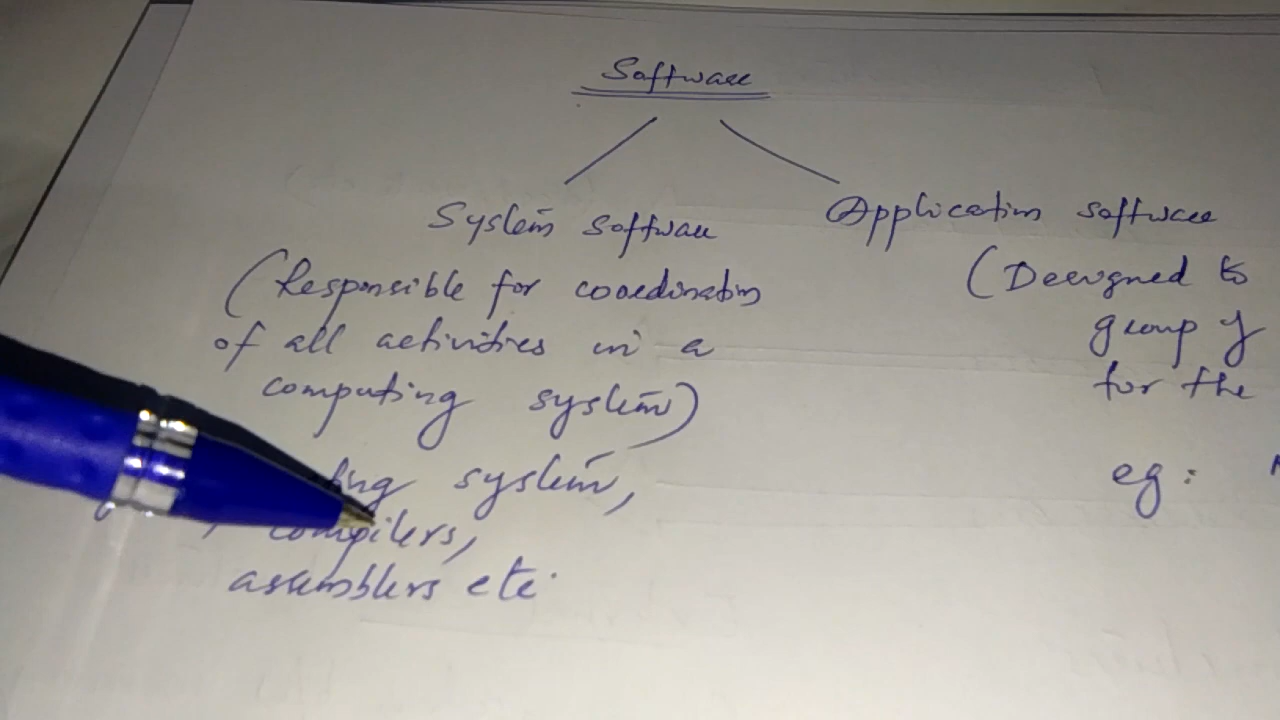 Software
System software
Application software
(Responsible for coordination
of all activities in a
computing system)
system,
compilers,
assemblers etc.
(Designed to
group of
for the
eg: